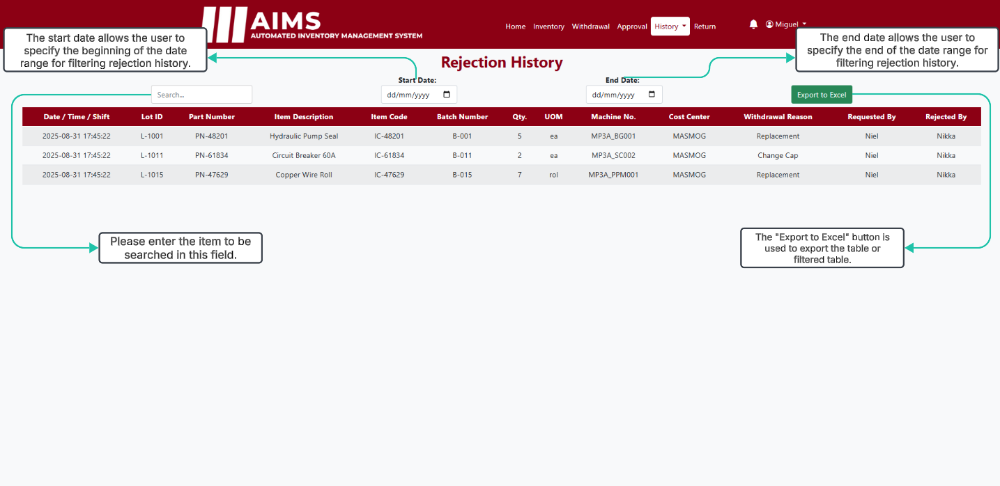 AIMS
AUTOMATED INVENTORY MANAGEMENT SYSTEM
Home Inventory Withdrawal Approval History Return Miguel
The start date allows the user to
specify the beginning of the date
range for filtering rejection history.
The end date allows the user to
specify the end of the date range for
filtering rejection history.
Rejection History
Start Date: End Date:
Search... dd/mm/yyyy dd/mm/yyyy Export to Excel
Date / Time / Shift Lot ID Part Number Item Description Item Code Batch Number Qty. UOM Machine No. Cost Center Withdrawal Reason Requested By Rejected By
2025-08-31 17:45:22 L-1001 PN-48201 Hydraulic Pump Seal IC-48201 B-001 5 ea MP3A_BG001 MASMOG Replacement Niel Nikka
2025-08-31 17:45:22 L-1011 PN-61834 Circuit Breaker 60A IC-61834 B-011 2 ea MP3A_SC002 MASMOG Change Cap Niel Nikka
2025-08-31 17:45:22 L-1015 PN-47629 Copper Wire Roll IC-47629 B-015 7 rol MP3A_PPM001 MASMOG Replacement Niel Nikka
Please enter the item to be
searched in this field.
The "Export to Excel" button is
used to export the table or
filtered table.